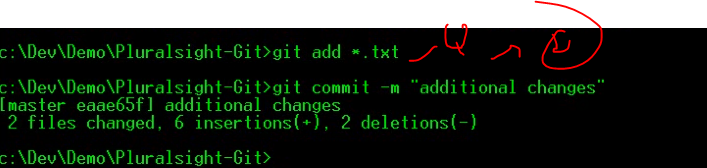 c:\Dev\Demo\Pluralsight-Git>git add *.txt
c:\Dev\Demo\Pluralsight-Git>git commit -m "additional changes"
[master eaae65f] additional changes
2 files changed, 6 insertions(+), 2 deletions(-)
c:\Dev\Demo\Pluralsight-Git>